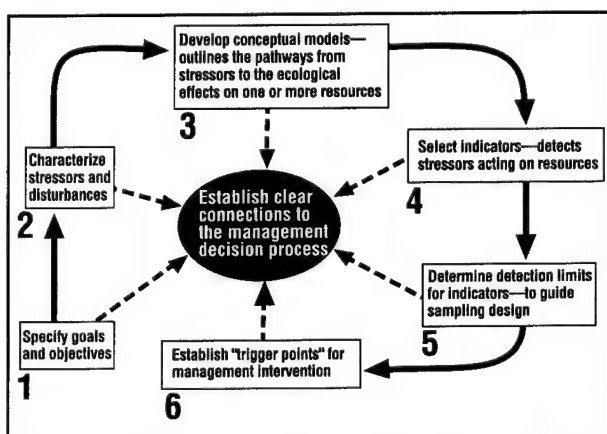 Specify goals
and objectives
1
Characterize
stressors and
disturbances
2
Develop conceptual models—
outlines the pathways from
stressors to the ecological
effects on one or more resources
3
Select indicators—detects
stressors acting on resources
4
Determine detection limits
for indicators—to guide
sampling design
5
Establish "trigger points" for
management intervention
6
Establish clear
connections to
the management
decision process